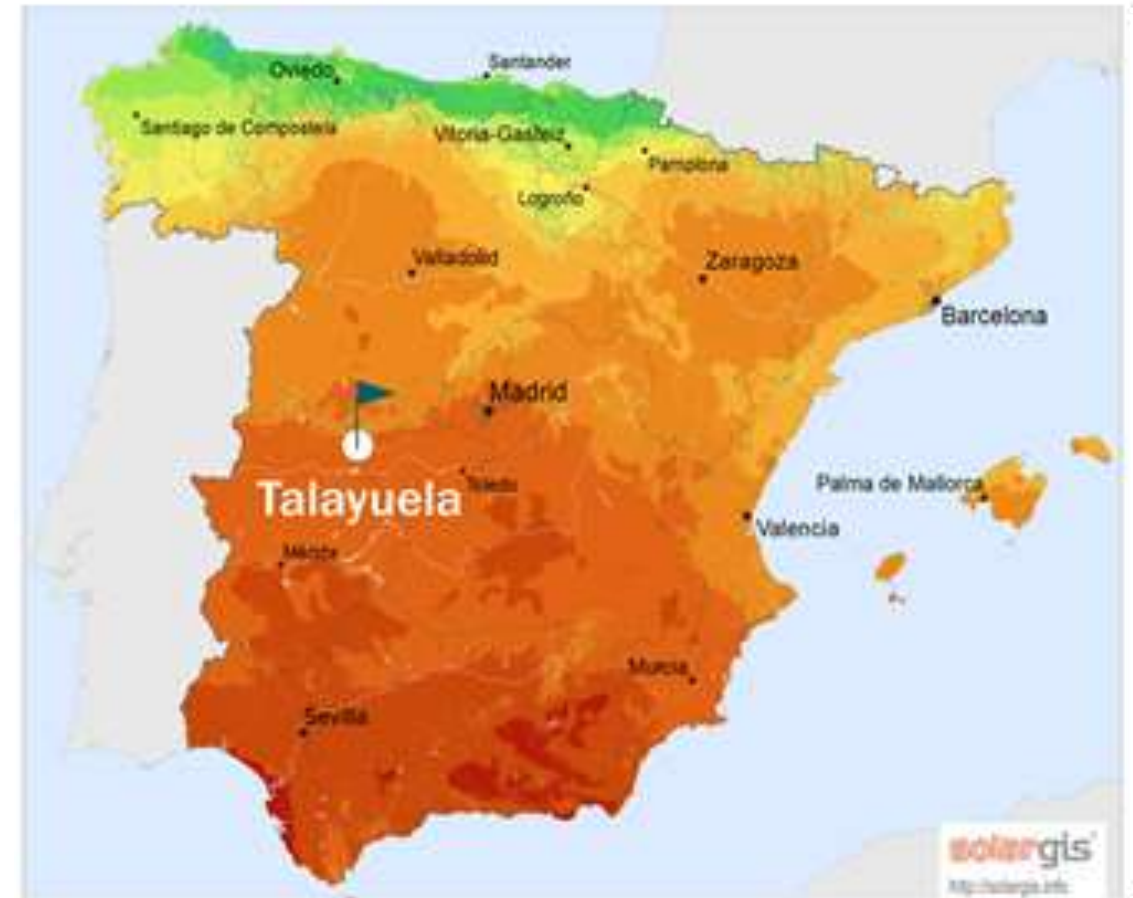 Oviedo
Santander
Santiago de Compostela
Vitoria-Gasteiz
Pamplona
Logroño
Valladolid
Zaragoza
Barcelona
Madrid
Talayuela
Toledo
Palma de Mallorca
Valencia
Mérida
Murcia
Sevilla
solargis
http://solargis.info